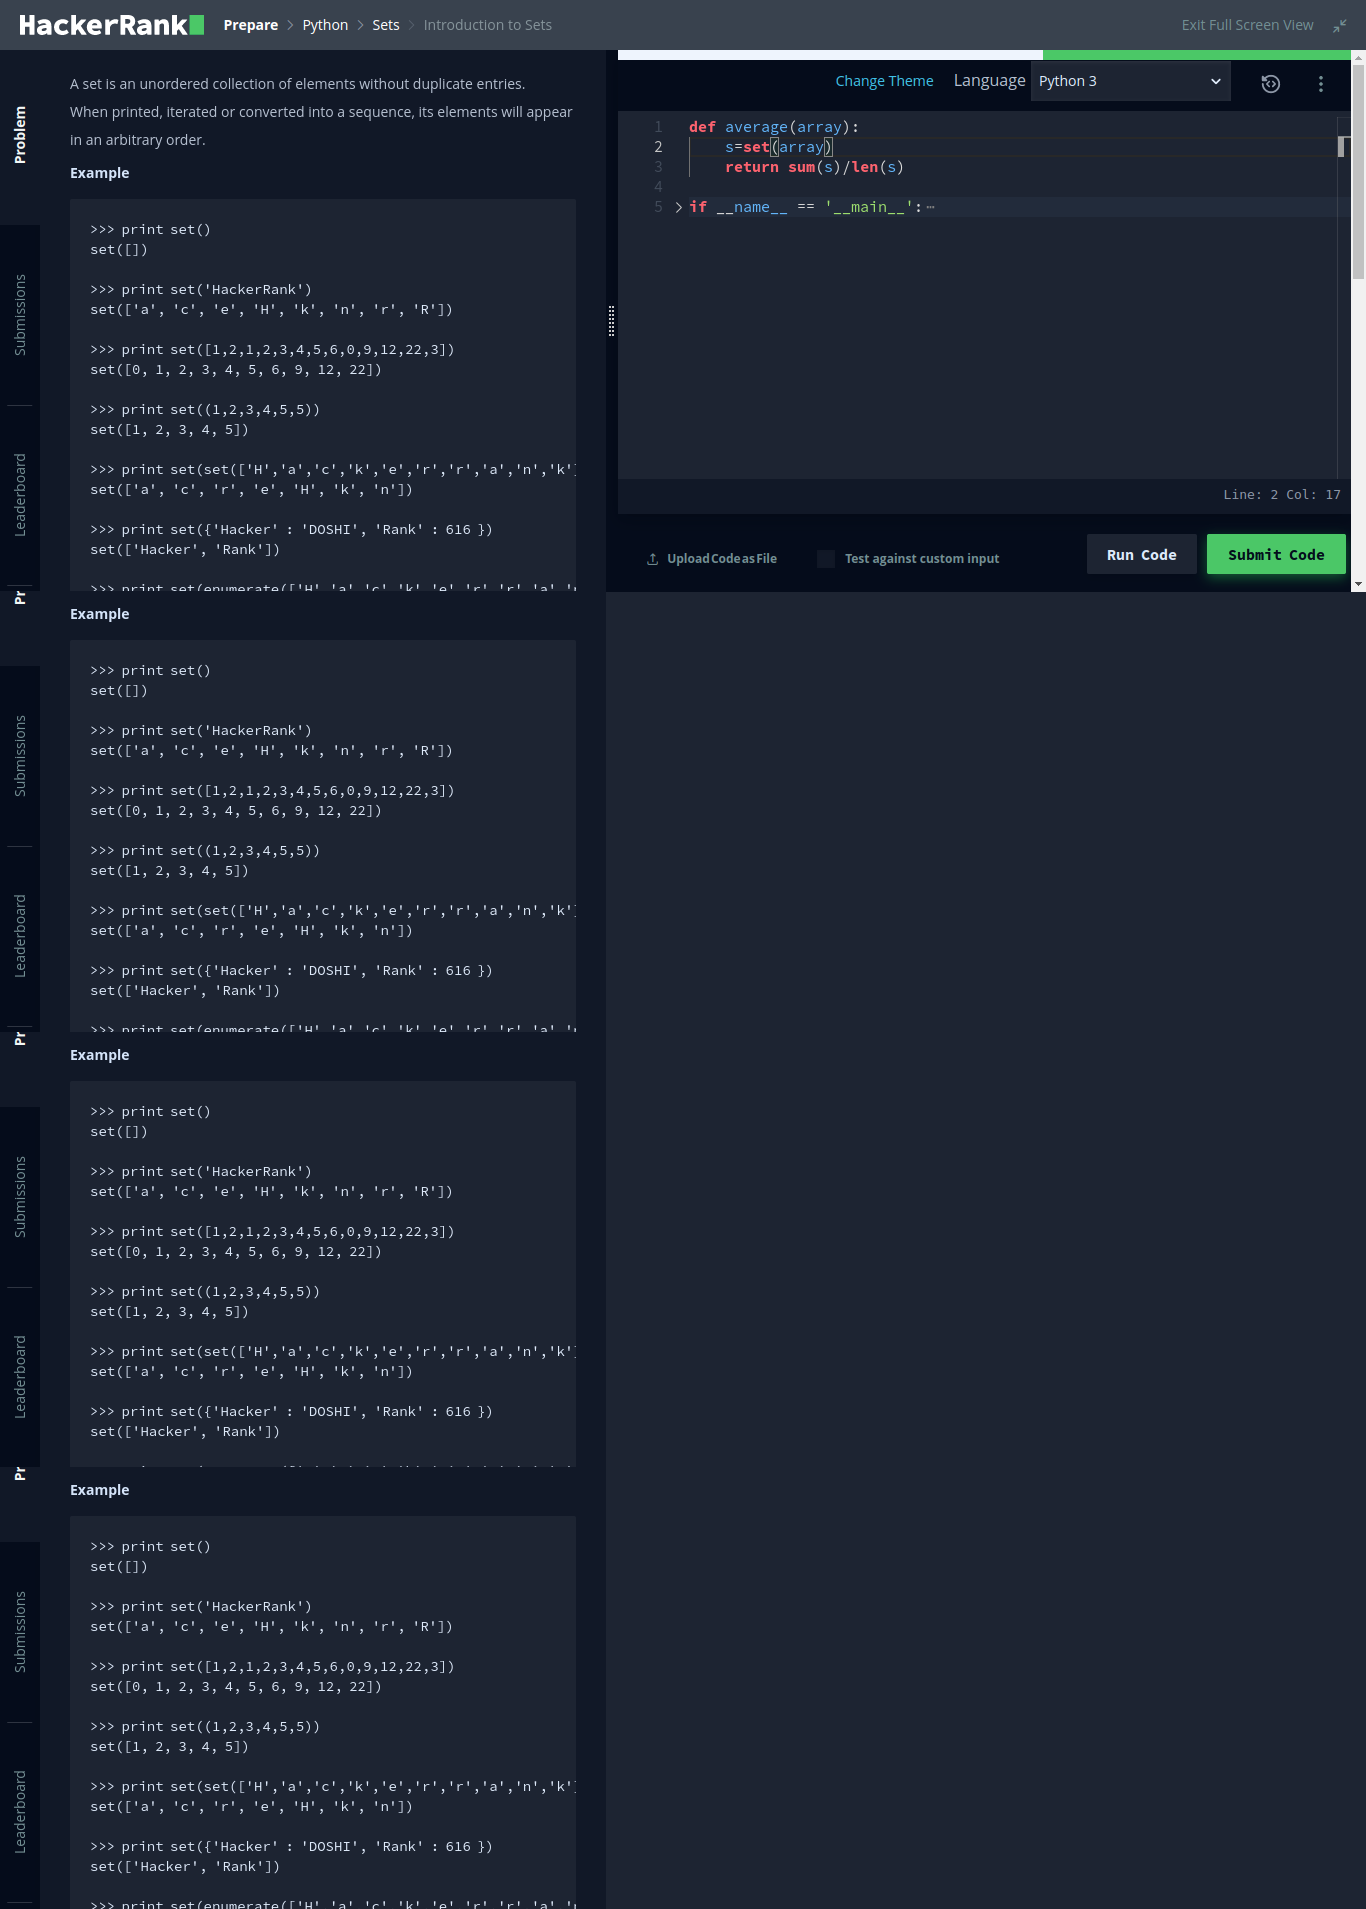 HackerRank Prepare > Python > Sets > Introduction to Sets Exit Full Screen View
Problem
Submissions
Leaderboard
A set is an unordered collection of elements without duplicate entries.
When printed, iterated or converted into a sequence, its elements will appear
in an arbitrary order.
Example
>>> print set()
set([])
>>> print set('HackerRank')
set(['a', 'c', 'e', 'H', 'k', 'n', 'r', 'R'])
>>> print set([1,2,1,2,3,4,5,6,0,9,12,22,3])
set([0, 1, 2, 3, 4, 5, 6, 9, 12, 22])
>>> print set((1,2,3,4,5,5))
set([1, 2, 3, 4, 5])
>>> print set(set(['H','a','c','k','e','r','r','a','n','k']
set(['a', 'c', 'r', 'e', 'H', 'k', 'n'])
>>> print set({'Hacker' : 'DOSHI', 'Rank' : 616 })
set(['Hacker', 'Rank'])
>>> print set(enumerate(['H','a','c','k','e','r','r','a','n
Change Theme Language Python 3
1 def average(array):
2 s=set(array)
3 return sum(s)/len(s)
4
5 > if __name__ == '__main__':
Line: 2 Col: 17
Upload Code as File Test against custom input Run Code Submit Code
Pr
Submissions
Leaderboard
Example
>>> print set()
set([])
>>> print set('HackerRank')
set(['a', 'c', 'e', 'H', 'k', 'n', 'r', 'R'])
>>> print set([1,2,1,2,3,4,5,6,0,9,12,22,3])
set([0, 1, 2, 3, 4, 5, 6, 9, 12, 22])
>>> print set((1,2,3,4,5,5))
set([1, 2, 3, 4, 5])
>>> print set(set(['H','a','c','k','e','r','r','a','n','k']
set(['a', 'c', 'r', 'e', 'H', 'k', 'n'])
>>> print set({'Hacker' : 'DOSHI', 'Rank' : 616 })
set(['Hacker', 'Rank'])
>>> print set(enumerate(['H','a','c','k','e','r','r','a','n
Pr
Submissions
Leaderboard
Example
>>> print set()
set([])
>>> print set('HackerRank')
set(['a', 'c', 'e', 'H', 'k', 'n', 'r', 'R'])
>>> print set([1,2,1,2,3,4,5,6,0,9,12,22,3])
set([0, 1, 2, 3, 4, 5, 6, 9, 12, 22])
>>> print set((1,2,3,4,5,5))
set([1, 2, 3, 4, 5])
>>> print set(set(['H','a','c','k','e','r','r','a','n','k']
set(['a', 'c', 'r', 'e', 'H', 'k', 'n'])
>>> print set({'Hacker' : 'DOSHI', 'Rank' : 616 })
set(['Hacker', 'Rank'])
Pr
Submissions
Leaderboard
Example
>>> print set()
set([])
>>> print set('HackerRank')
set(['a', 'c', 'e', 'H', 'k', 'n', 'r', 'R'])
>>> print set([1,2,1,2,3,4,5,6,0,9,12,22,3])
set([0, 1, 2, 3, 4, 5, 6, 9, 12, 22])
>>> print set((1,2,3,4,5,5))
set([1, 2, 3, 4, 5])
>>> print set(set(['H','a','c','k','e','r','r','a','n','k']
set(['a', 'c', 'r', 'e', 'H', 'k', 'n'])
>>> print set({'Hacker' : 'DOSHI', 'Rank' : 616 })
set(['Hacker', 'Rank'])
>>> print set(enumerate(['H','a','c','k','e','r','r','a','n